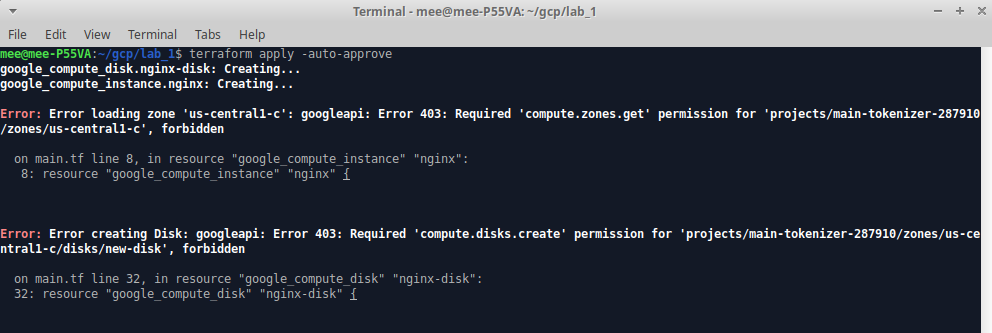 Terminal - mee@mee-P55VA: ~/gcp/lab_1
File Edit View Terminal Tabs Help
mee@mee-P55VA:~/gcp/lab_1$ terraform apply -auto-approve
google_compute_disk.nginx-disk: Creating...
google_compute_instance.nginx: Creating...
Error: Error loading zone 'us-central1-c': googleapi: Error 403: Required 'compute.zones.get' permission for 'projects/main-tokenizer-287910
/zones/us-central1-c', forbidden
on main.tf line 8, in resource "google_compute_instance" "nginx":
8: resource "google_compute_instance" "nginx" {
Error: Error creating Disk: googleapi: Error 403: Required 'compute.disks.create' permission for 'projects/main-tokenizer-287910/zones/us-ce
ntral1-c/disks/new-disk', forbidden
on main.tf line 32, in resource "google_compute_disk" "nginx-disk":
32: resource "google_compute_disk" "nginx-disk" {